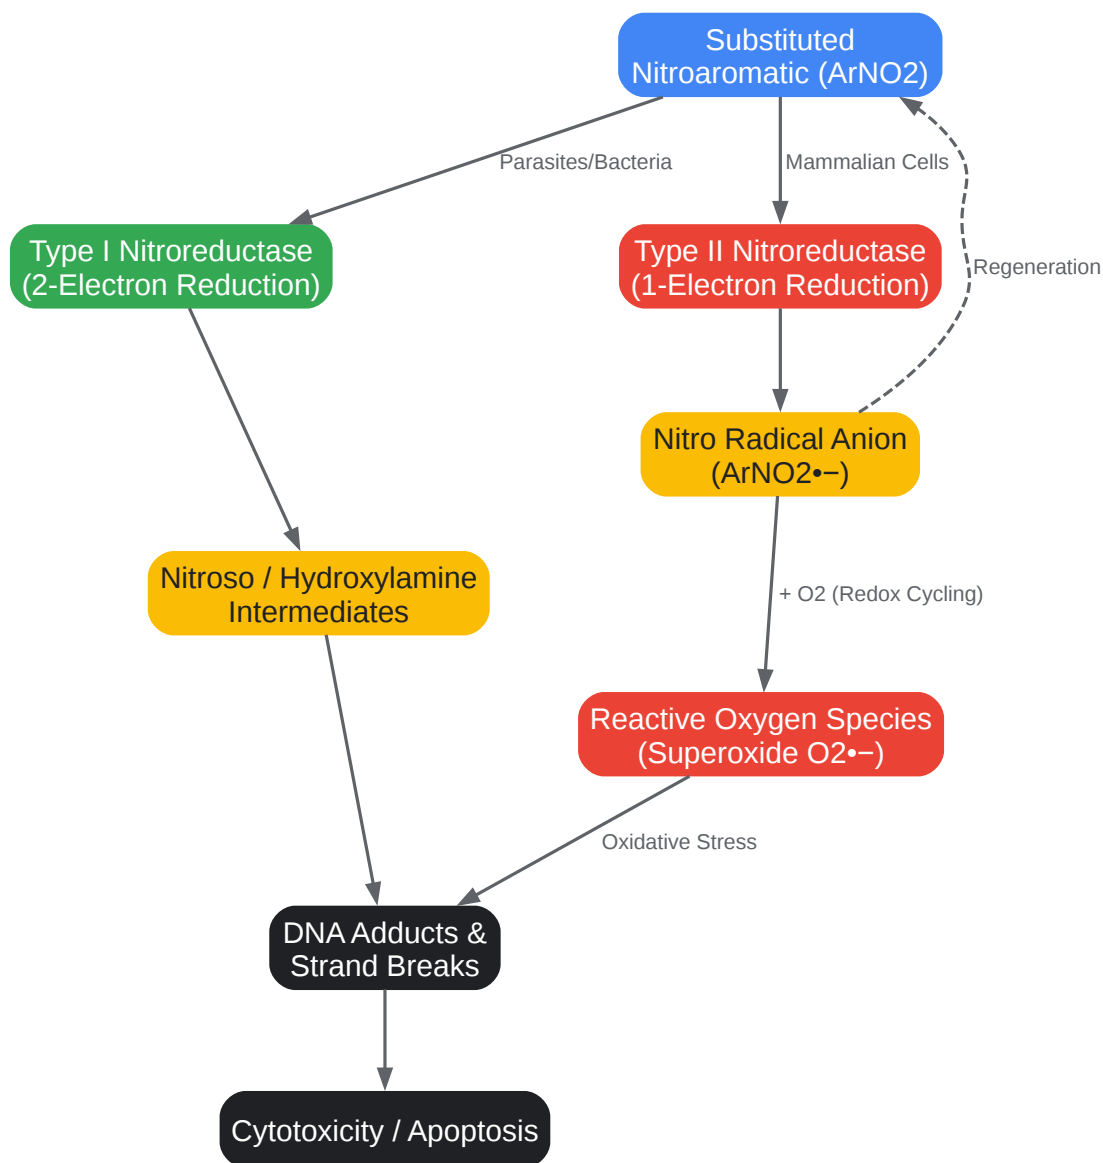 Substituted
Nitroaromatic (ArNO2)
Parasites/Bacteria
Mammalian Cells
Type I Nitroreductase
(2-Electron Reduction)
Type II Nitroreductase
(1-Electron Reduction)
Regeneration
Nitro Radical Anion
(ArNO2•−)
Nitroso / Hydroxylamine
Intermediates
+ O2 (Redox Cycling)
Reactive Oxygen Species
(Superoxide O2•−)
Oxidative Stress
DNA Adducts &
Strand Breaks
Cytotoxicity / Apoptosis